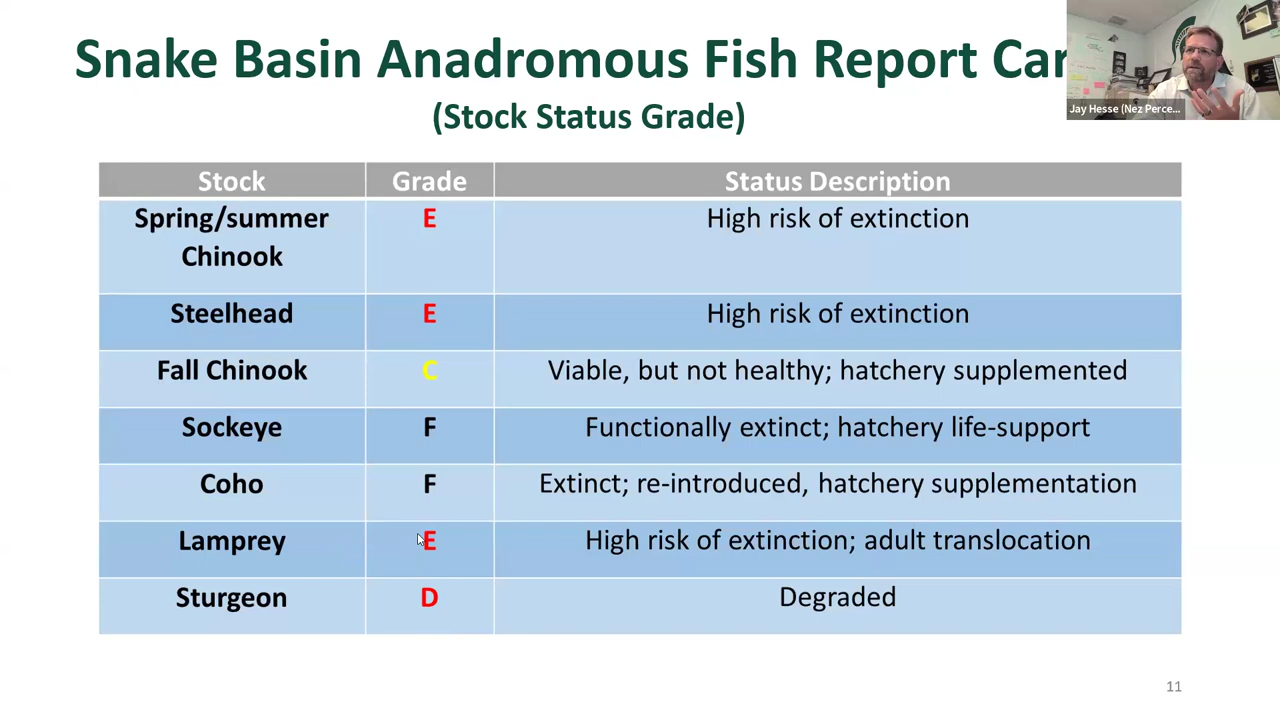 Snake Basin Anadromous Fish Report Car
(Stock Status Grade)
Jay Hesse (Nez Perce...
Stock Grade Status Description
Spring/summer Chinook E High risk of extinction
Steelhead E High risk of extinction
Fall Chinook C Viable, but not healthy; hatchery supplemented
Sockeye F Functionally extinct; hatchery life-support
Coho F Extinct; re-introduced, hatchery supplementation
Lamprey E High risk of extinction; adult translocation
Sturgeon D Degraded
11